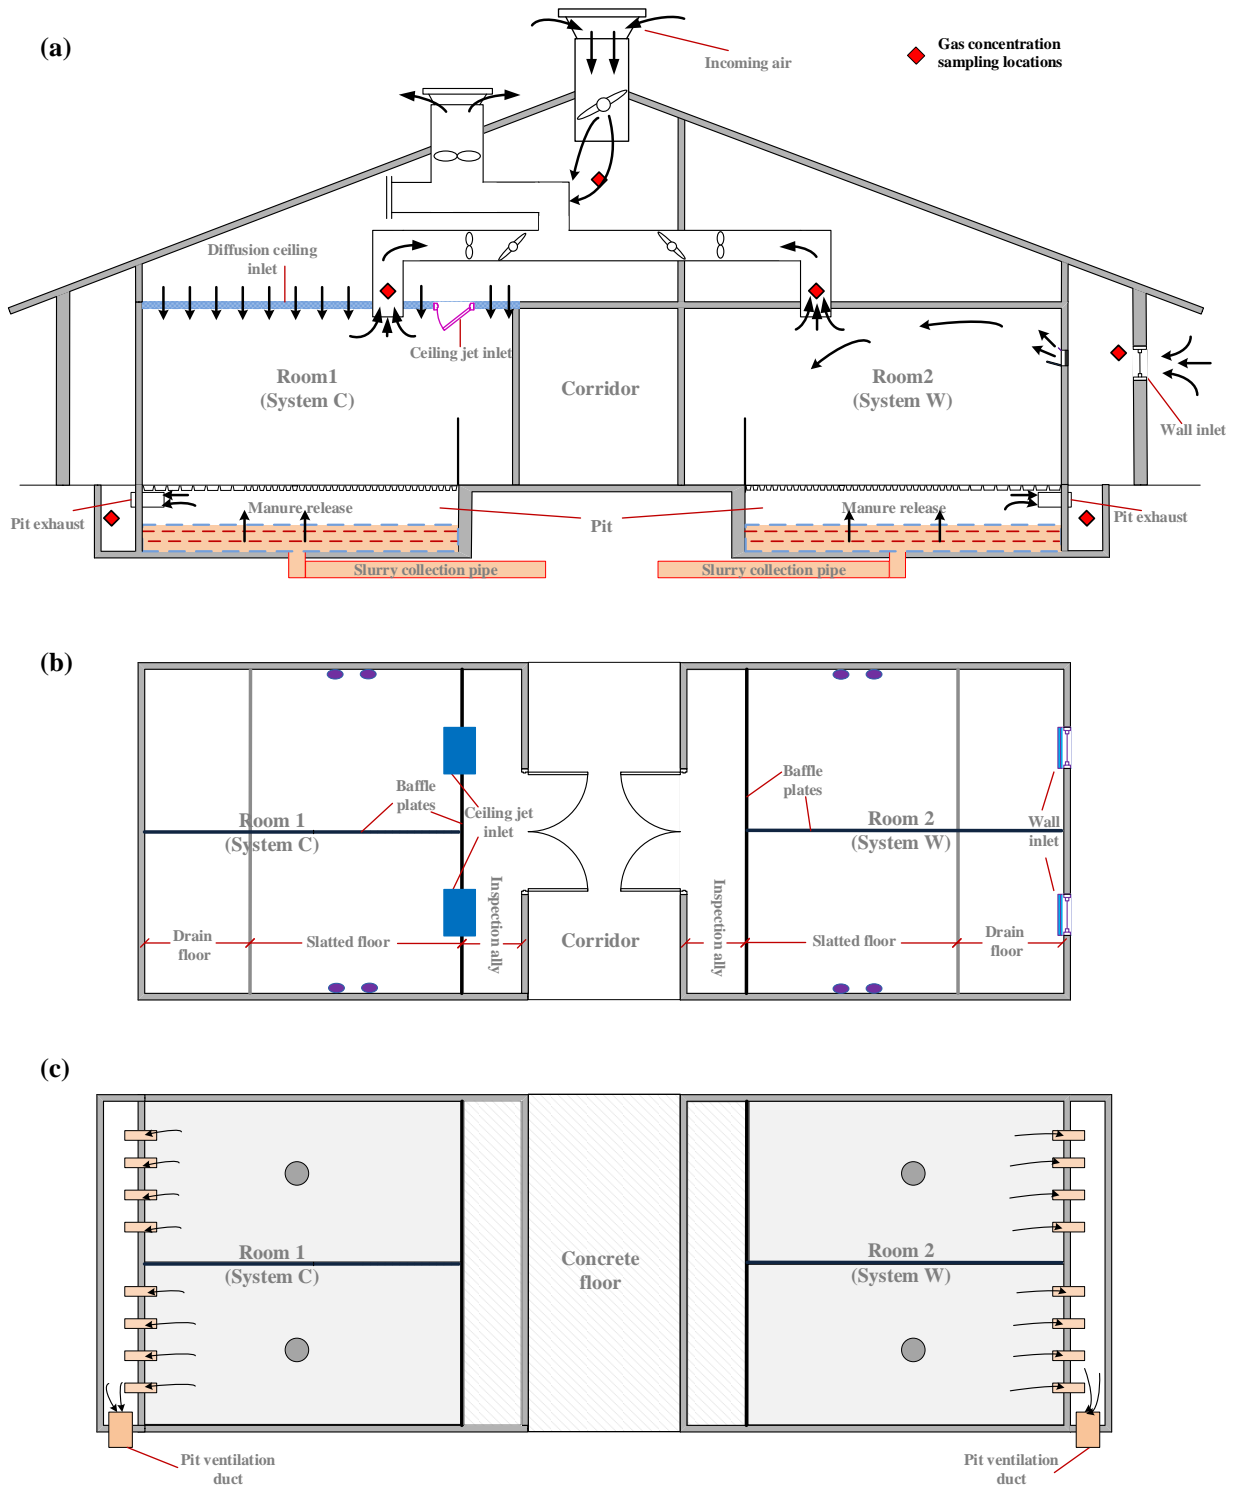 (a)
Incoming air
Gas concentration
sampling locations
Diffusion ceiling
inlet
Ceiling jet inlet
Room1
(System C)
Corridor
Room2
(System W)
Wall inlet
Pit exhaust
Manure release
Pit
Manure release
Pit exhaust
Slurry collection pipe
Slurry collection pipe
(b)
Baffle
plates
Ceiling jet
inlet
Room 1
(System C)
Baffle
plates
Room 2
(System W)
Wall
inlet
Drain
floor
Slatted floor
Inspection ally
Corridor
Inspection ally
Slatted floor
Drain
floor
(c)
Room 1
(System C)
Concrete
floor
Room 2
(System W)
Pit ventilation
duct
Pit ventilation
duct